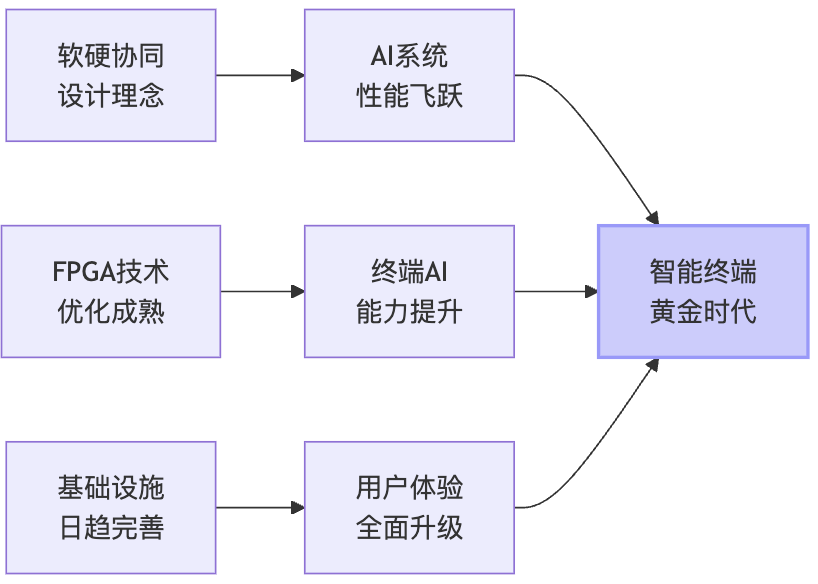 软硬协同
设计理念
AI系统
性能飞跃
FPGA技术
优化成熟
终端AI
能力提升
智能终端
黄金时代
基础设施
日趋完善
用户体验
全面升级